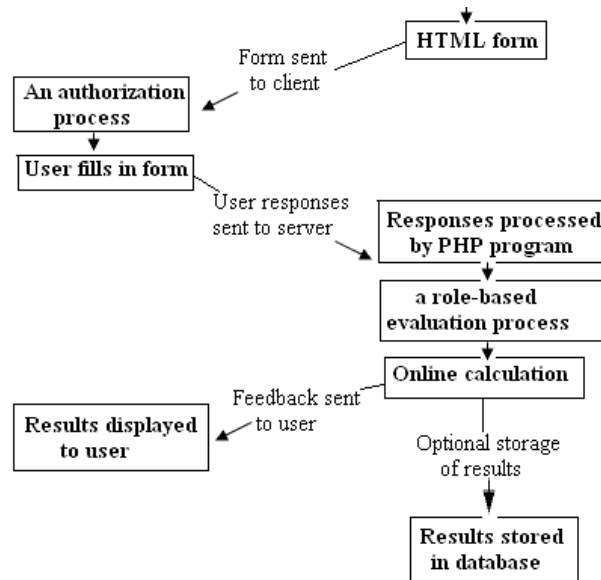 HTML form
Form sent
to client
An authorization
process
User fills in form
User responses
sent to server
Responses processed
by PHP program
a role-based
evaluation process
Online calculation
Feedback sent
to user
Results displayed
to user
Optional storage
of results
Results stored
in database